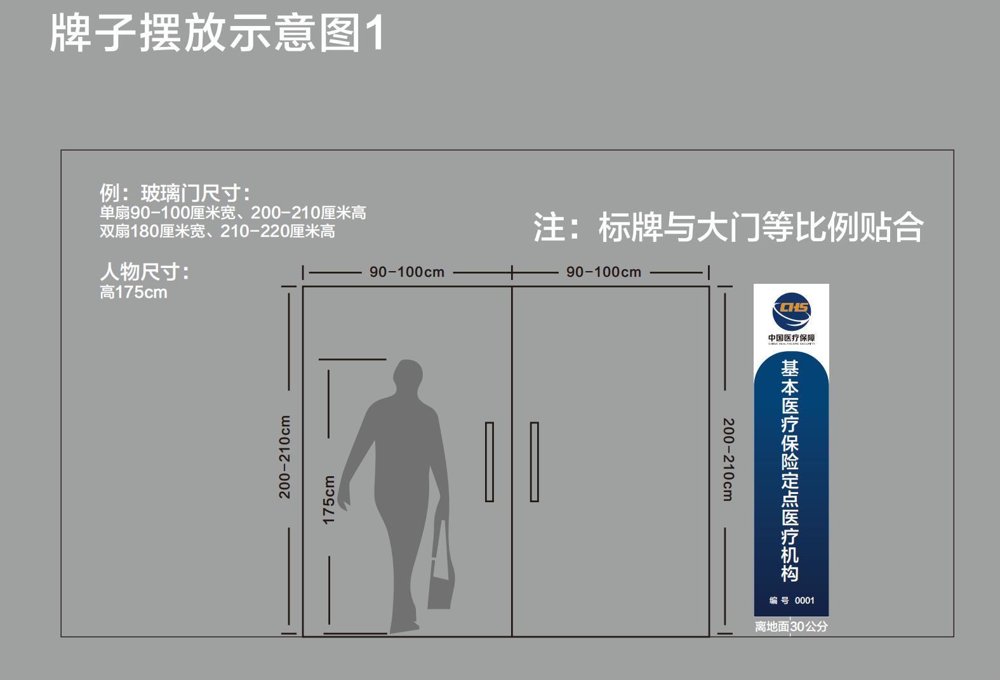 牌子摆放示意图1
例：玻璃门尺寸：
单扇90-100厘米宽、200-210厘米高
双扇180厘米宽、210-220厘米高
注：标牌与大门等比例贴合
人物尺寸：
高175cm
90-100cm
90-100cm
200-210cm
175cm
200-210cm
CHS
中国医疗保障
CHINA HEALTHCARE SECURITY
基本医疗保险定点医疗机构
编号 0001
离地面30公分